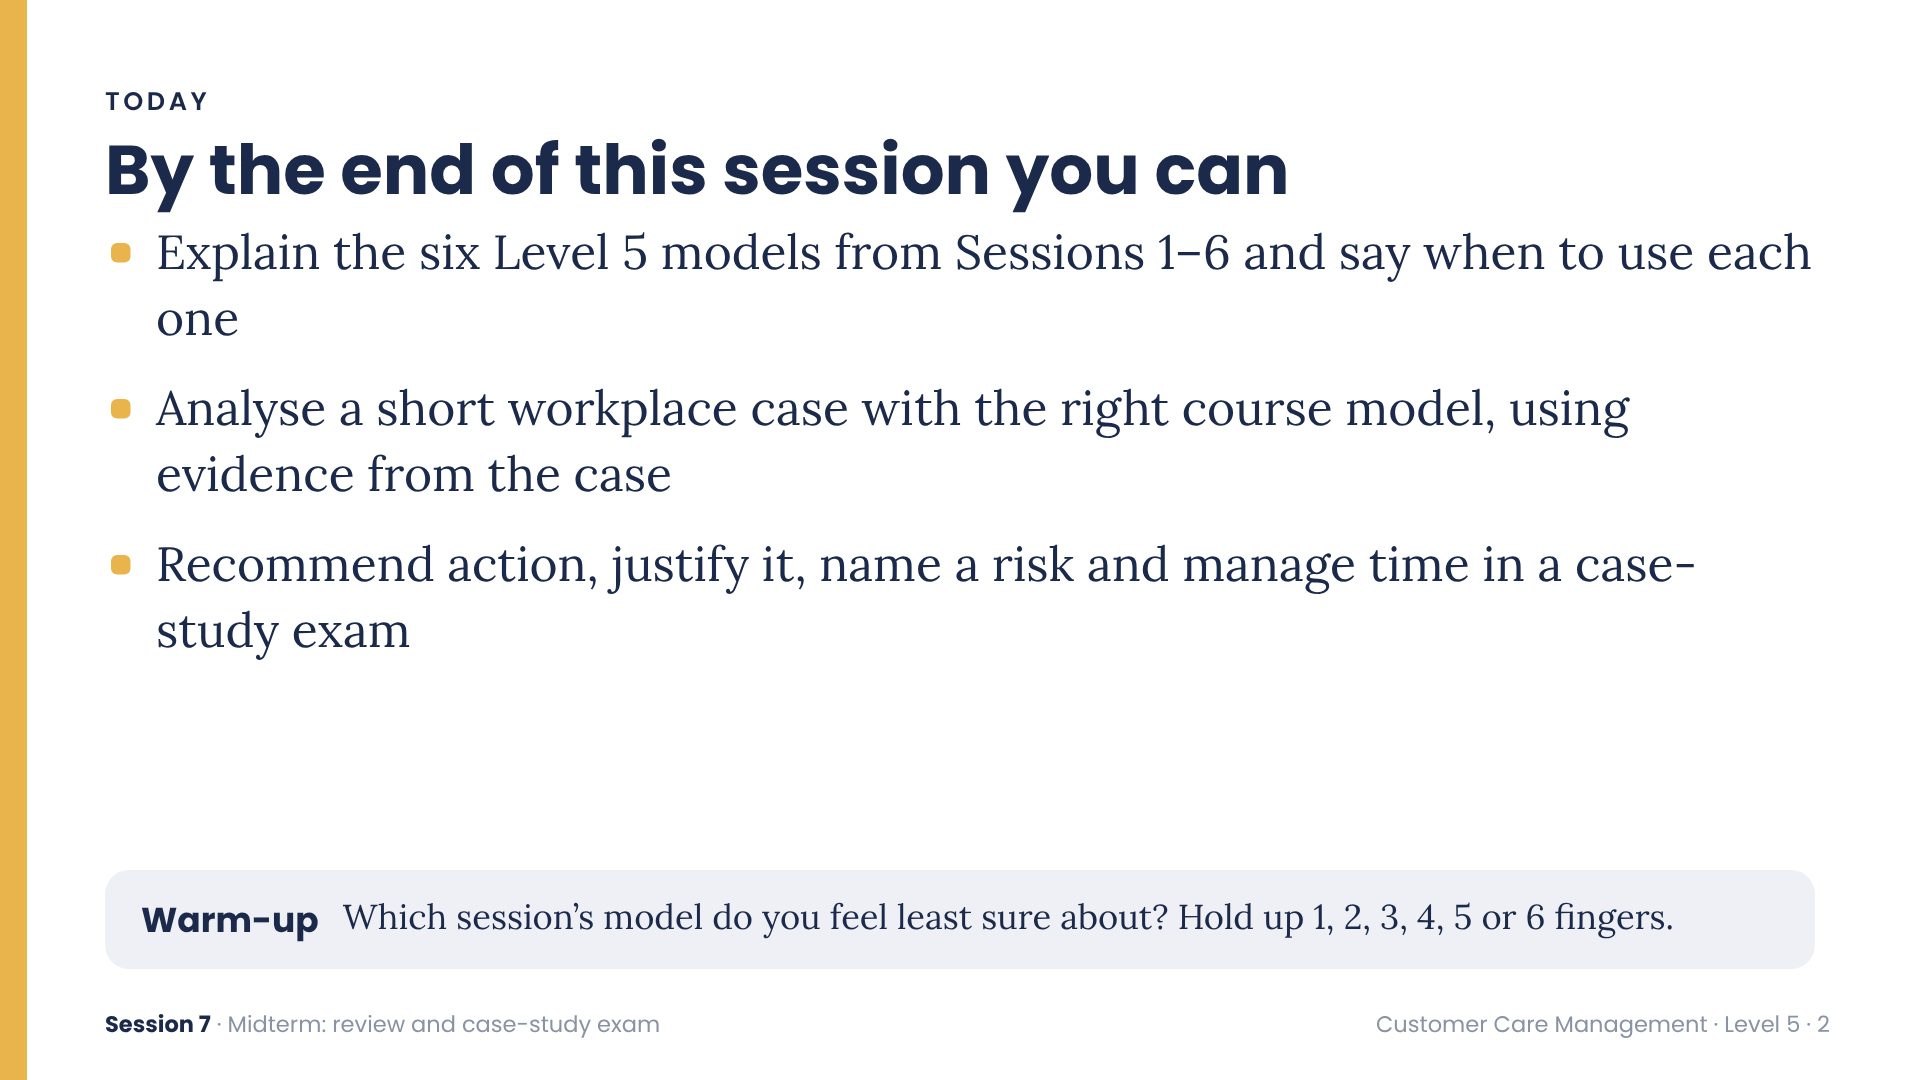 TODAY
By the end of this session you can
Explain the six Level 5 models from Sessions 1–6 and say when to use each
one
Analyse a short workplace case with the right course model, using
evidence from the case
Recommend action, justify it, name a risk and manage time in a case-
study exam
Warm-up Which session’s model do you feel least sure about? Hold up 1, 2, 3, 4, 5 or 6 fingers.
Session 7 · Midterm: review and case-study exam
Customer Care Management · Level 5 · 2